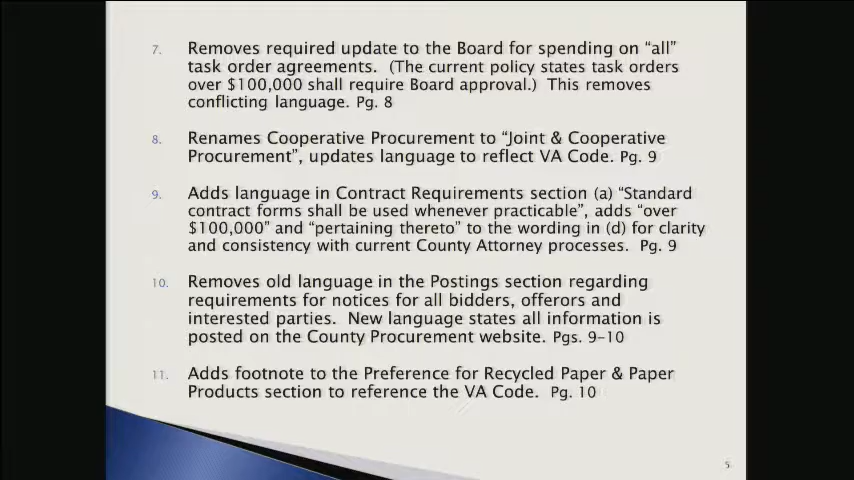 7. Removes required update to the Board for spending on “all”
task order agreements. (The current policy states task orders
over $100,000 shall require Board approval.) This removes
conflicting language. Pg. 8
8. Renames Cooperative Procurement to “Joint & Cooperative
Procurement”, updates language to reflect VA Code. Pg. 9
9. Adds language in Contract Requirements section (a) “Standard
contract forms shall be used whenever practicable”, adds “over
$100,000” and “pertaining thereto” to the wording in (d) for clarity
and consistency with current County Attorney processes. Pg. 9
10. Removes old language in the Postings section regarding
requirements for notices for all bidders, offerors and
interested parties. New language states all information is
posted on the County Procurement website. Pgs. 9-10
11. Adds footnote to the Preference for Recycled Paper & Paper
Products section to reference the VA Code. Pg. 10
5